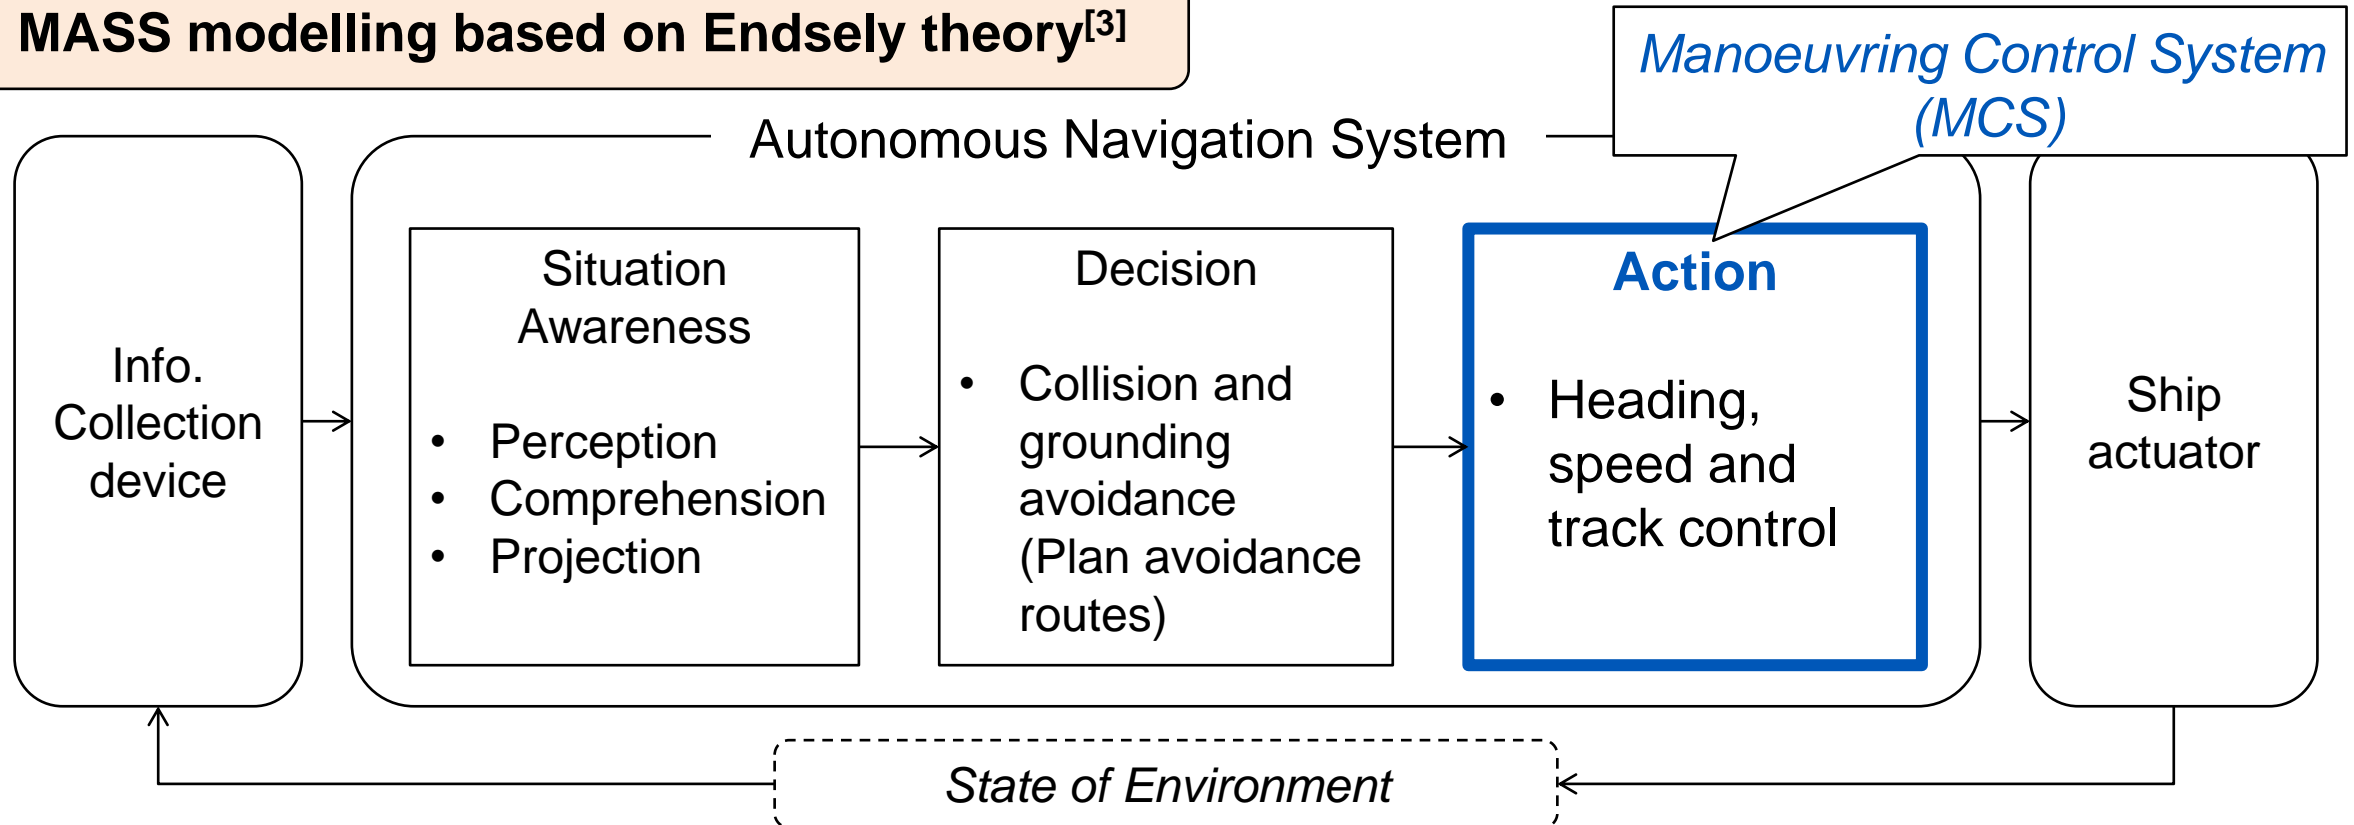 MASS modelling based on Endsely theory[3]
Manoeuvring Control System
(MCS)
Autonomous Navigation System
Info.
Collection
device
Situation
Awareness
• Perception
• Comprehension
• Projection
Decision
• Collision and
grounding
avoidance
(Plan avoidance
routes)
Action
• Heading,
speed and
track control
Ship
actuator
State of Environment